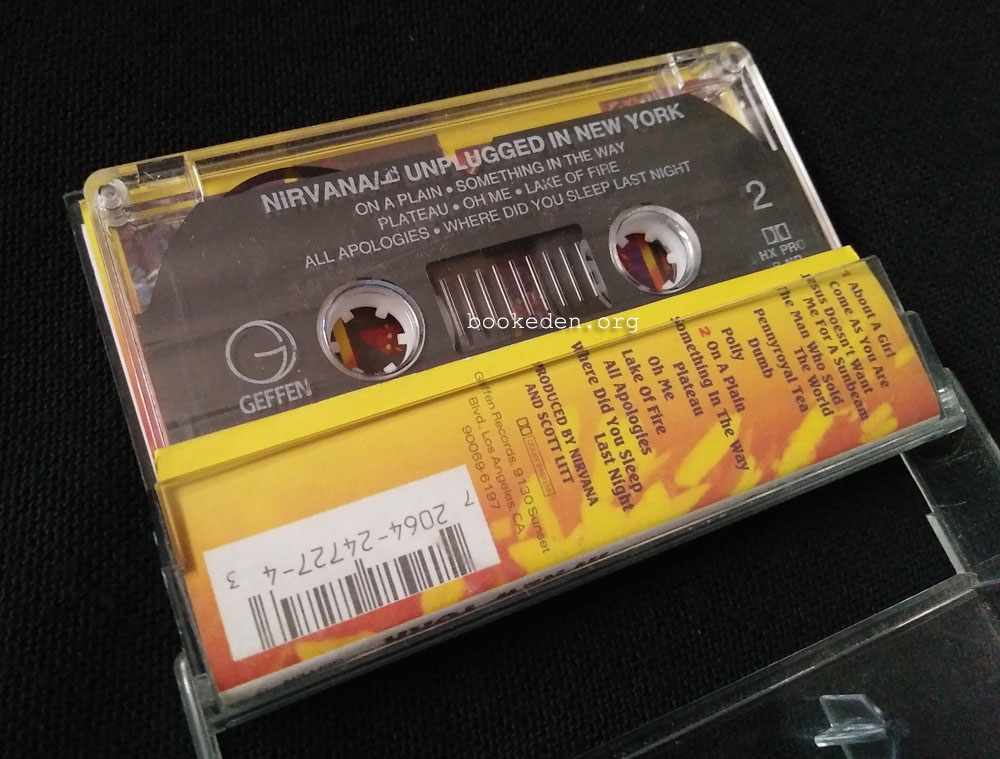 NIRVANA/ UNPLUGGED IN NEW YORK
ON A PLAIN • SOMETHING IN THE WAY
PLATEAU • OH ME • LAKE OF FIRE
ALL APOLOGIES • WHERE DID YOU SLEEP LAST NIGHT
2
HX PRO
GEFFEN
bookeden.org
1 About A Girl
Come As You Are
Jesus Doesn't Want
Me For A Sunbeam
The Man Who Sold
The World
Pennyroyal Tea
Dumb
Polly
2 On A Plain
Something In The Way
Plateau
Oh Me
Lake Of Fire
All Apologies
Where Did You Sleep
Last Night
PRODUCED BY NIRVANA
AND SCOTT LITT
Geffen Records, 9130 Sunset
Blvd., Los Angeles, CA
90069-6197
7 2064-24727-4 3